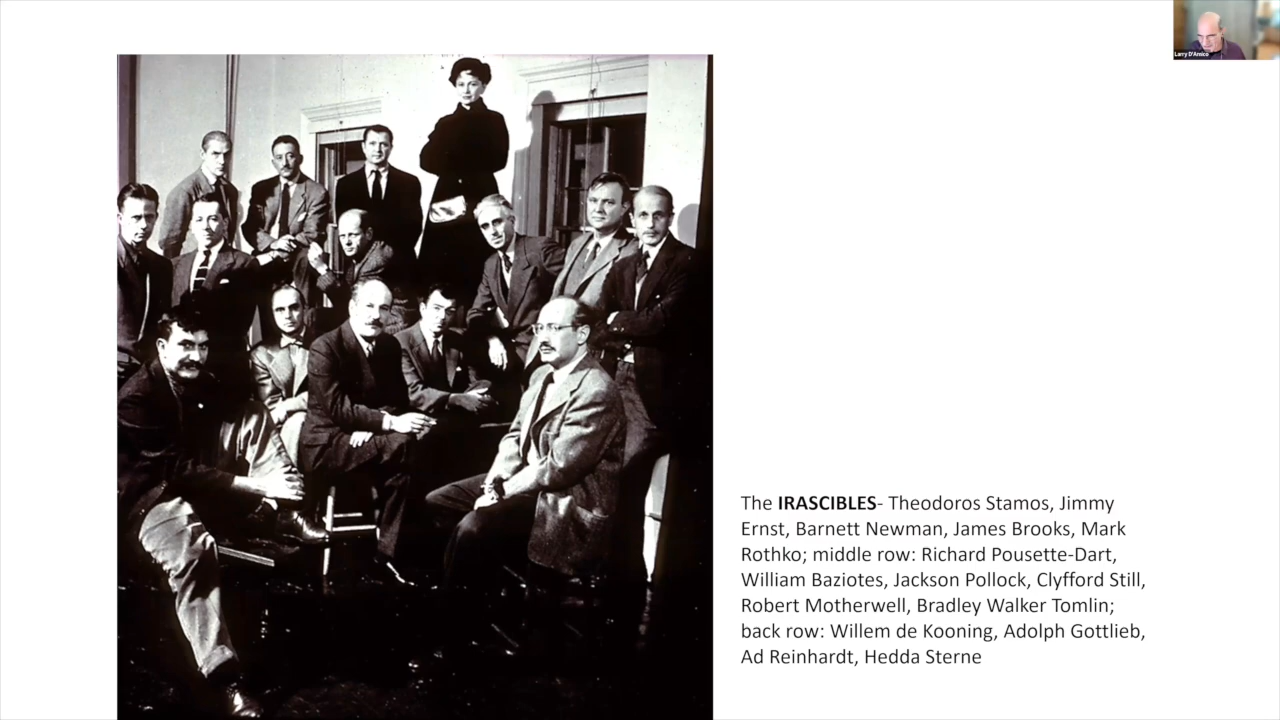 Larry D'Amico
The IRASCIBLES- Theodoros Stamos, Jimmy
Ernst, Barnett Newman, James Brooks, Mark
Rothko; middle row: Richard Pousette-Dart,
William Baziotes, Jackson Pollock, Clyfford Still,
Robert Motherwell, Bradley Walker Tomlin;
back row: Willem de Kooning, Adolph Gottlieb,
Ad Reinhardt, Hedda Sterne